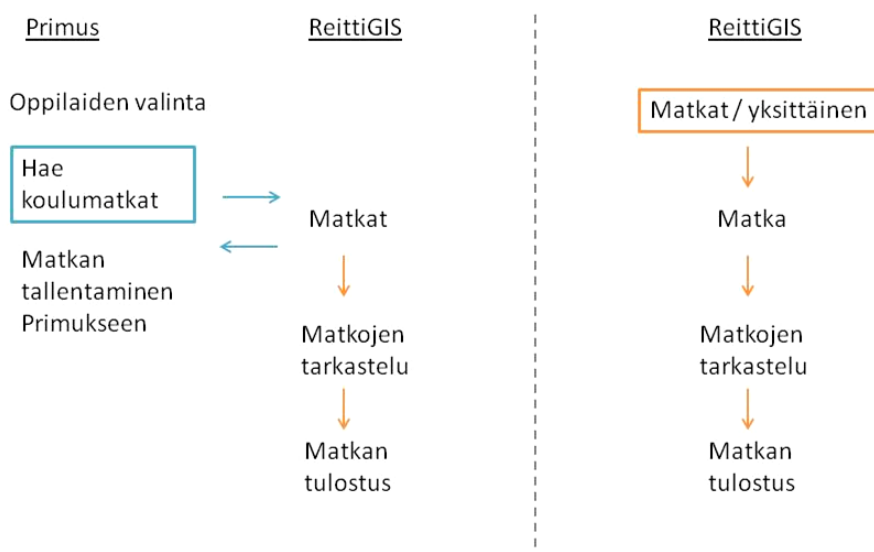 Primus
Oppilaiden valinta
Hae
koulumatkat
Matkan
tallentaminen
Primukseen
ReittiGIS
Matkat
Matkojen
tarkastelu
Matkan
tulostus
ReittiGIS
Matkat / yksittäinen
Matka
Matkojen
tarkastelu
Matkan
tulostus